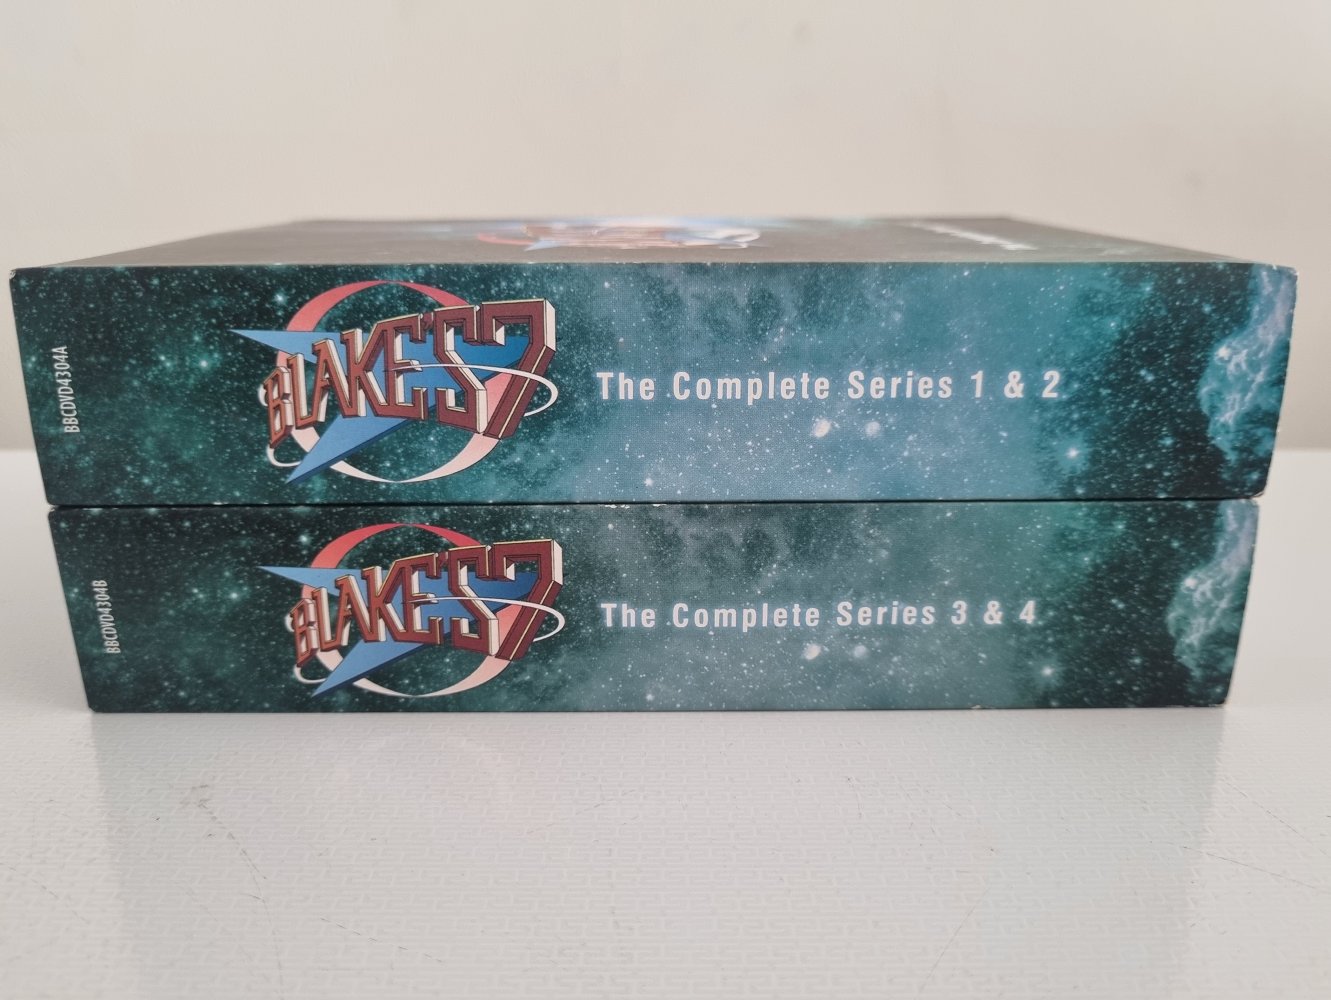 BBCDVD4304A
BLAKE'S 7
The Complete Series 1 & 2
BBCDVD4304B
BLAKE'S 7
The Complete Series 3 & 4